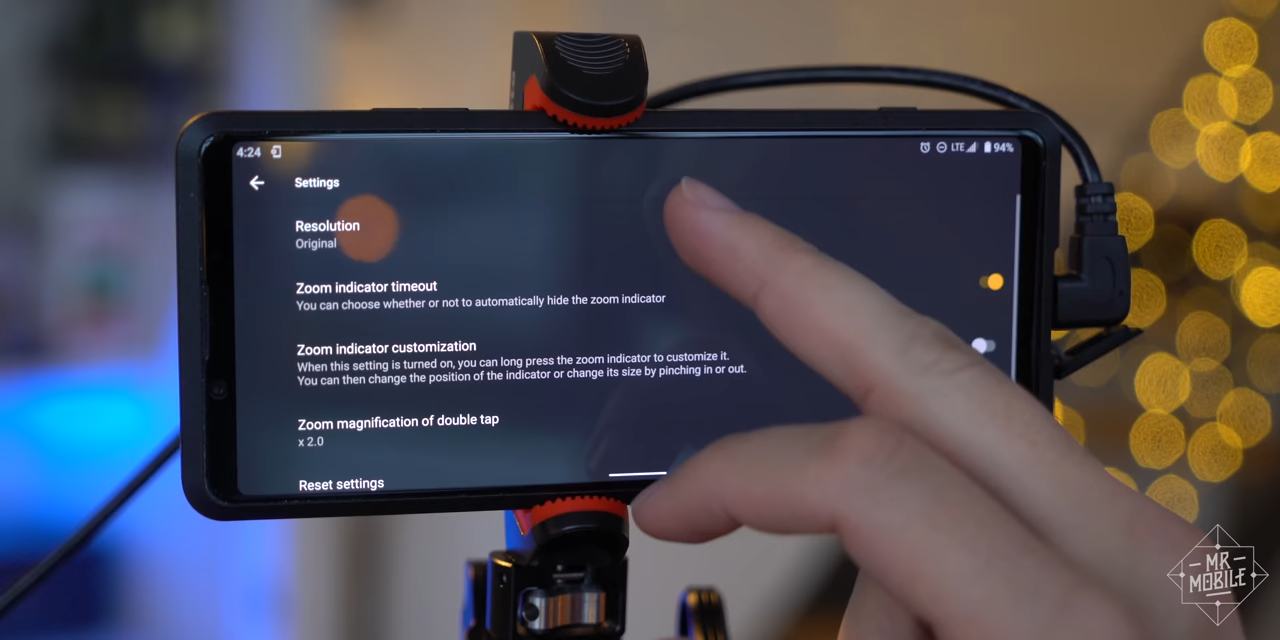 4:24
LTE 94%
Settings
Resolution
Original
Zoom indicator timeout
You can choose whether or not to automatically hide the zoom indicator
Zoom indicator customization
When this setting is turned on, you can long press the zoom indicator to customize it.
You can then change the position of the indicator or change its size by pinching in or out.
Zoom magnification of double tap
x 2.0
Reset settings
MR
MOBILE